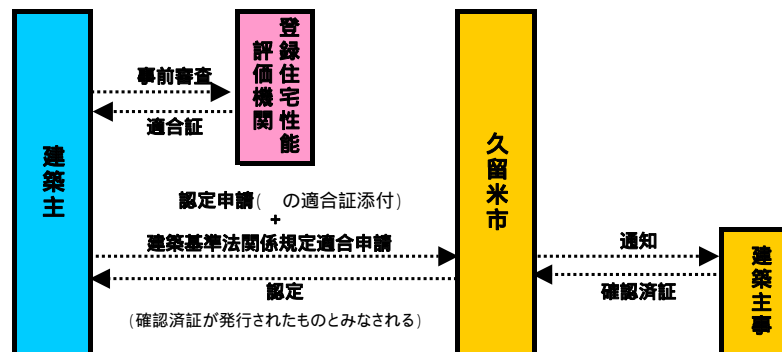 登録住宅性能
評価機関
事前審査
適合証
建築主
久留米市
認定申請(　の適合証添付)
+
建築基準法関係規定適合申請
認定
(確認済証が発行されたものとみなされる)
通知
確認済証
建築主事